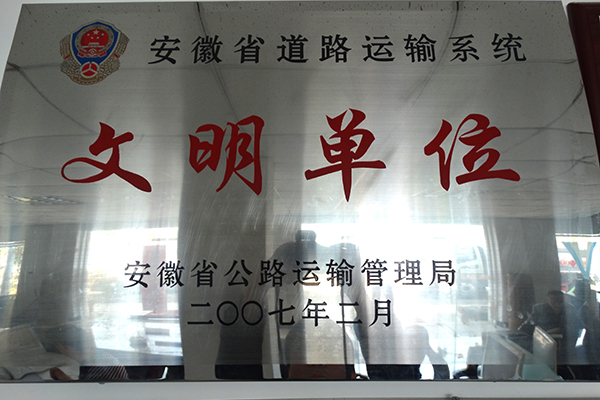 安徽省道路运输系统
文明单位
安徽省公路运输管理局
二〇〇七年二月